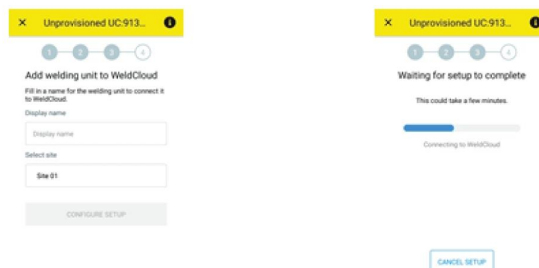 × Unprovisioned UC:913... i
1 2 3 4
Add welding unit to WeldCloud
Fill in a name for the welding unit to connect it
to WeldCloud.
Display name
Display name
Select site
Site 01
CONFIGURE SETUP
× Unprovisioned UC:913... i
1 2 3 4
Waiting for setup to complete
This could take a few minutes.
Connecting to WeldCloud
CANCEL SETUP